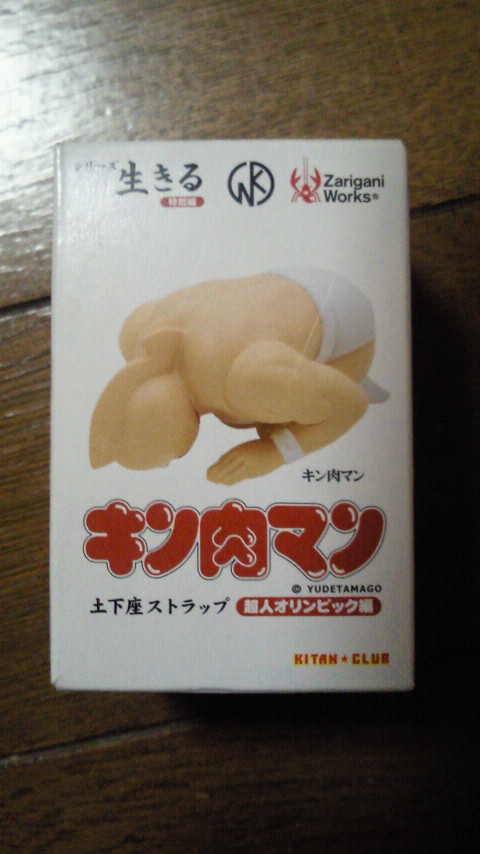 シリーズ 生きる
特別編
KW
Zarigani
Works®
キン肉マン
キン肉マン
© YUDETAMAGO
土下座ストラップ 超人オリンピック編
KITAN★CLUB